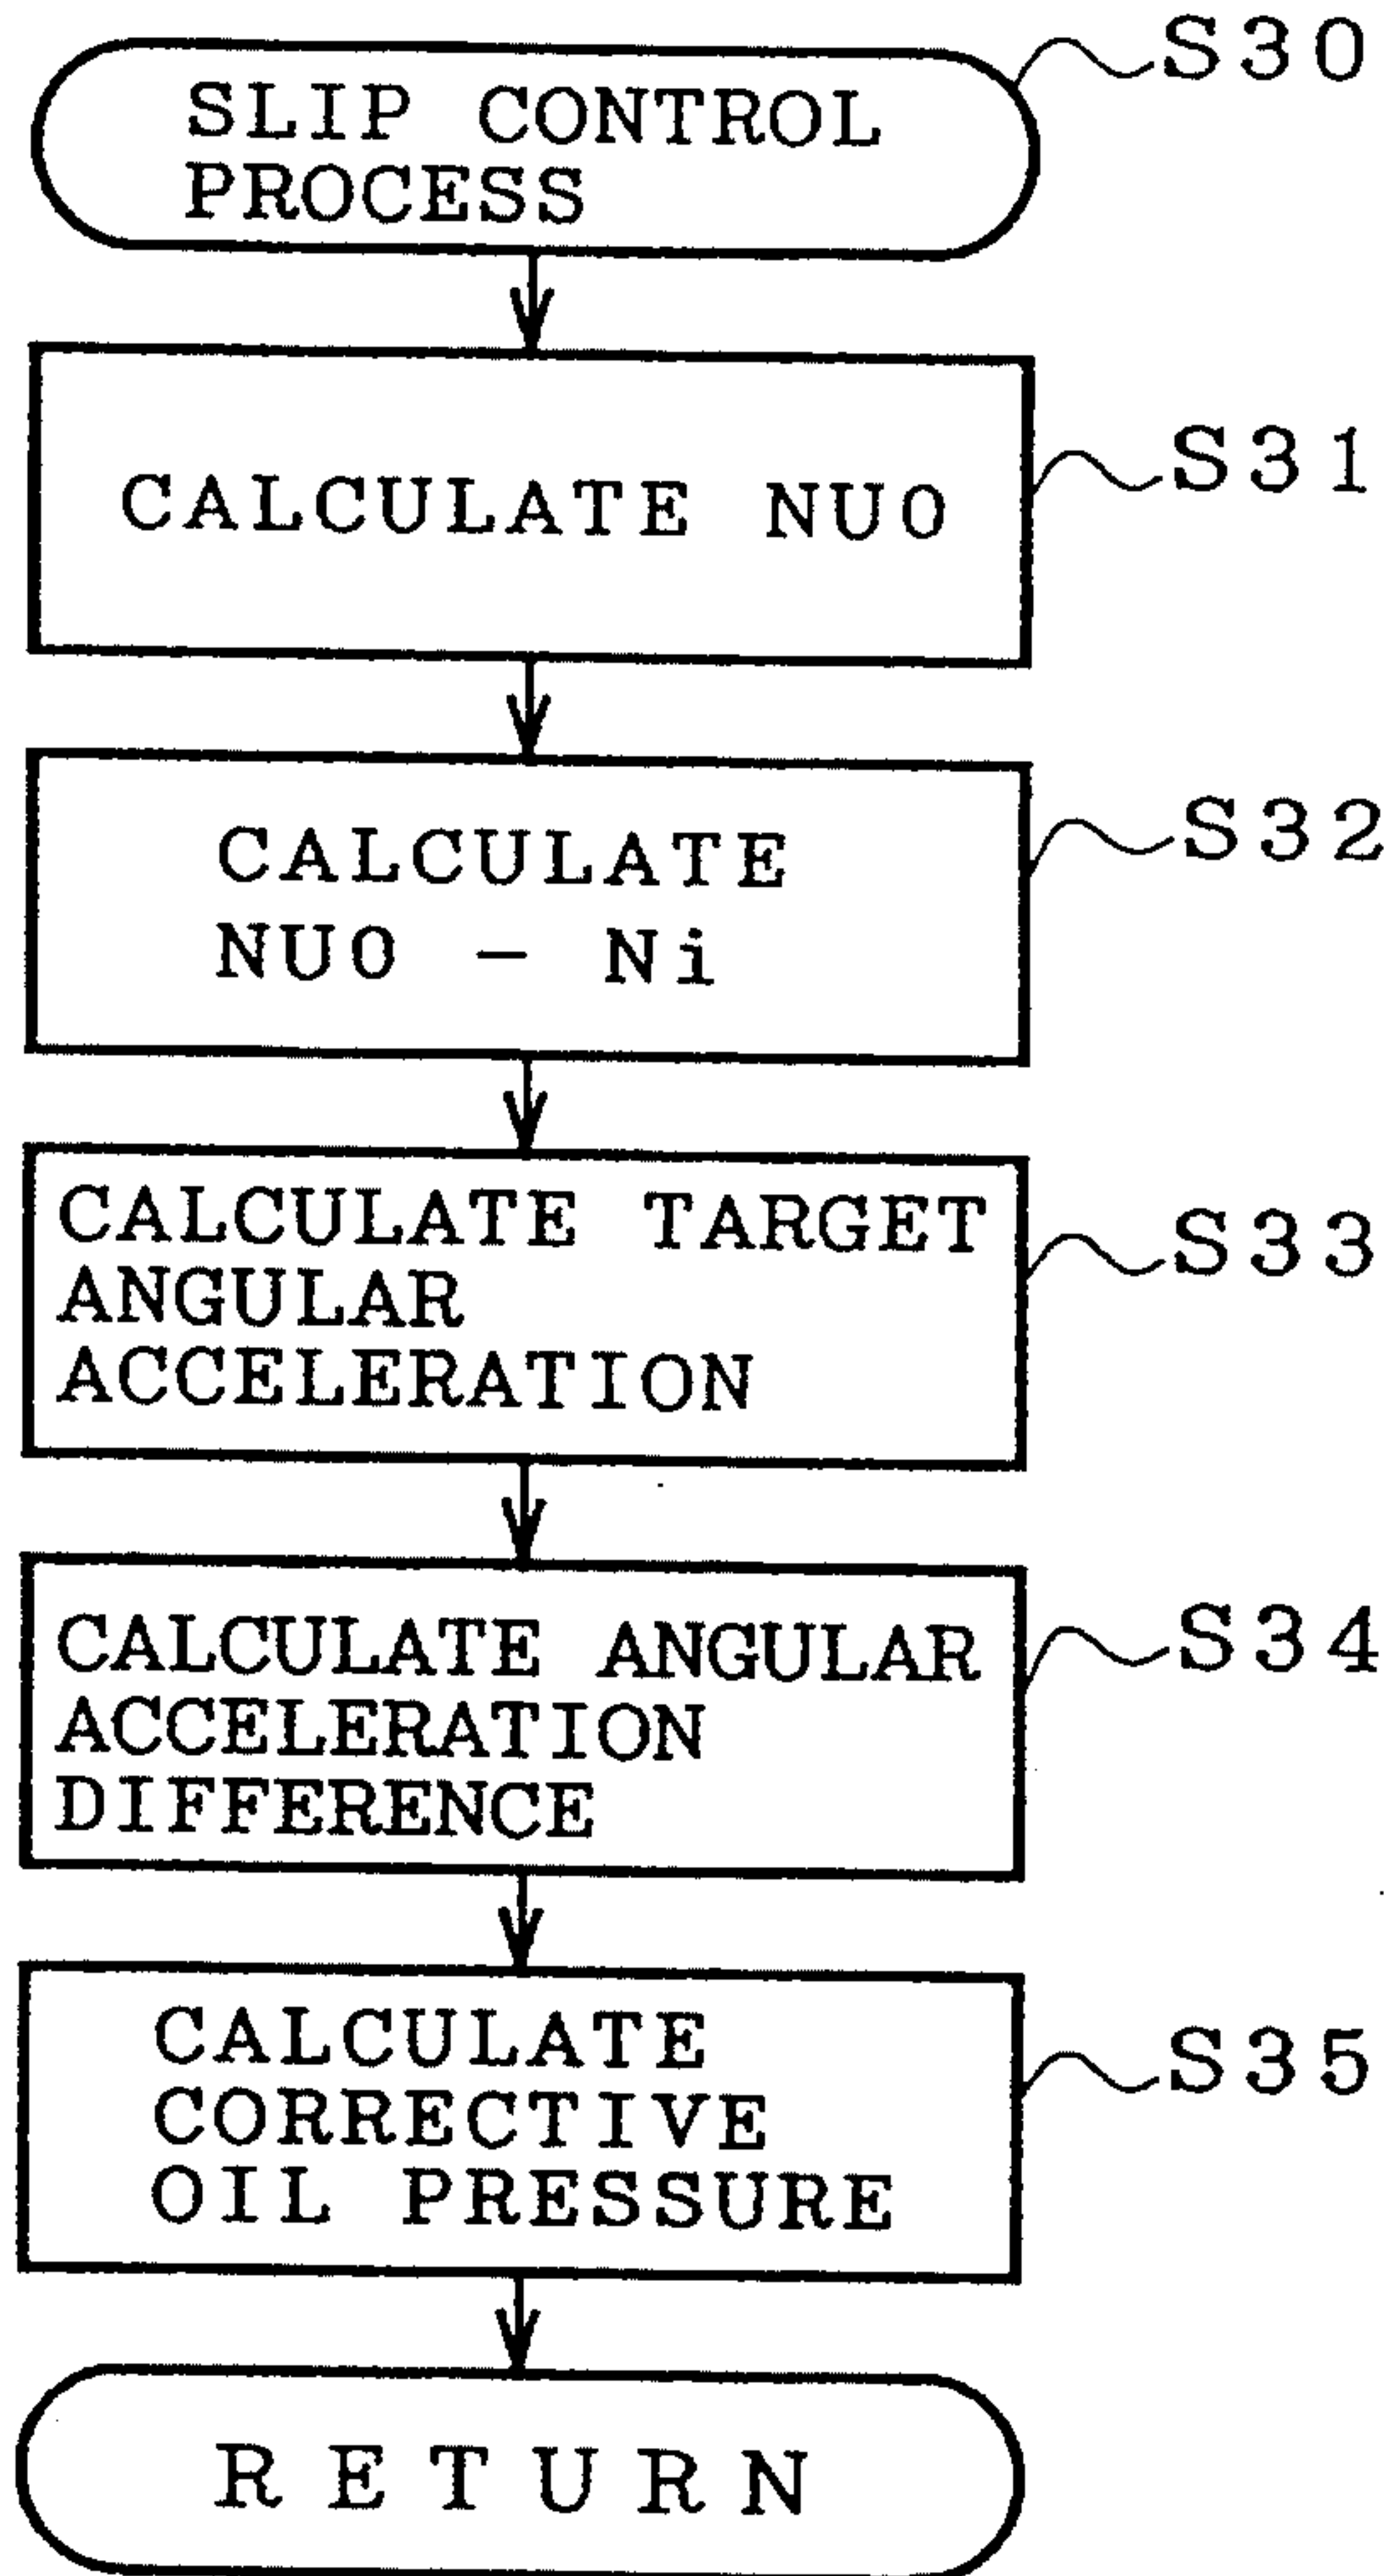 S30
SLIP CONTROL
PROCESS
CALCULATE NU0
S31
CALCULATE
NU0 - Ni
S32
CALCULATE TARGET
ANGULAR
ACCELERATION
S33
CALCULATE ANGULAR
ACCELERATION
DIFFERENCE
S34
CALCULATE
CORRECTIVE
OIL PRESSURE
S35
RETURN